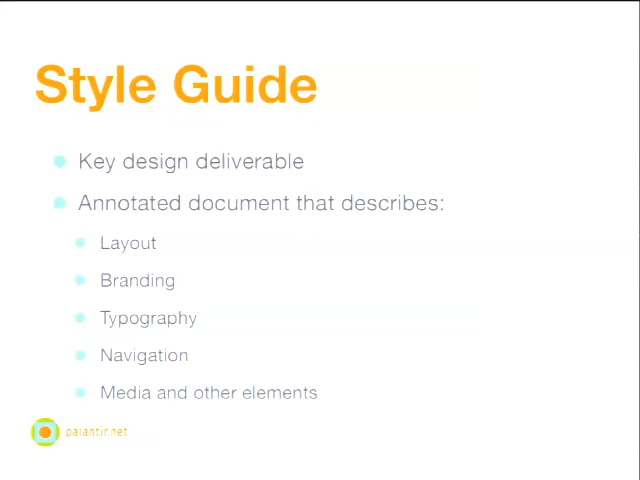 Style Guide
Key design deliverable
Annotated document that describes:
Layout
Branding
Typography
Navigation
Media and other elements
palantir.net